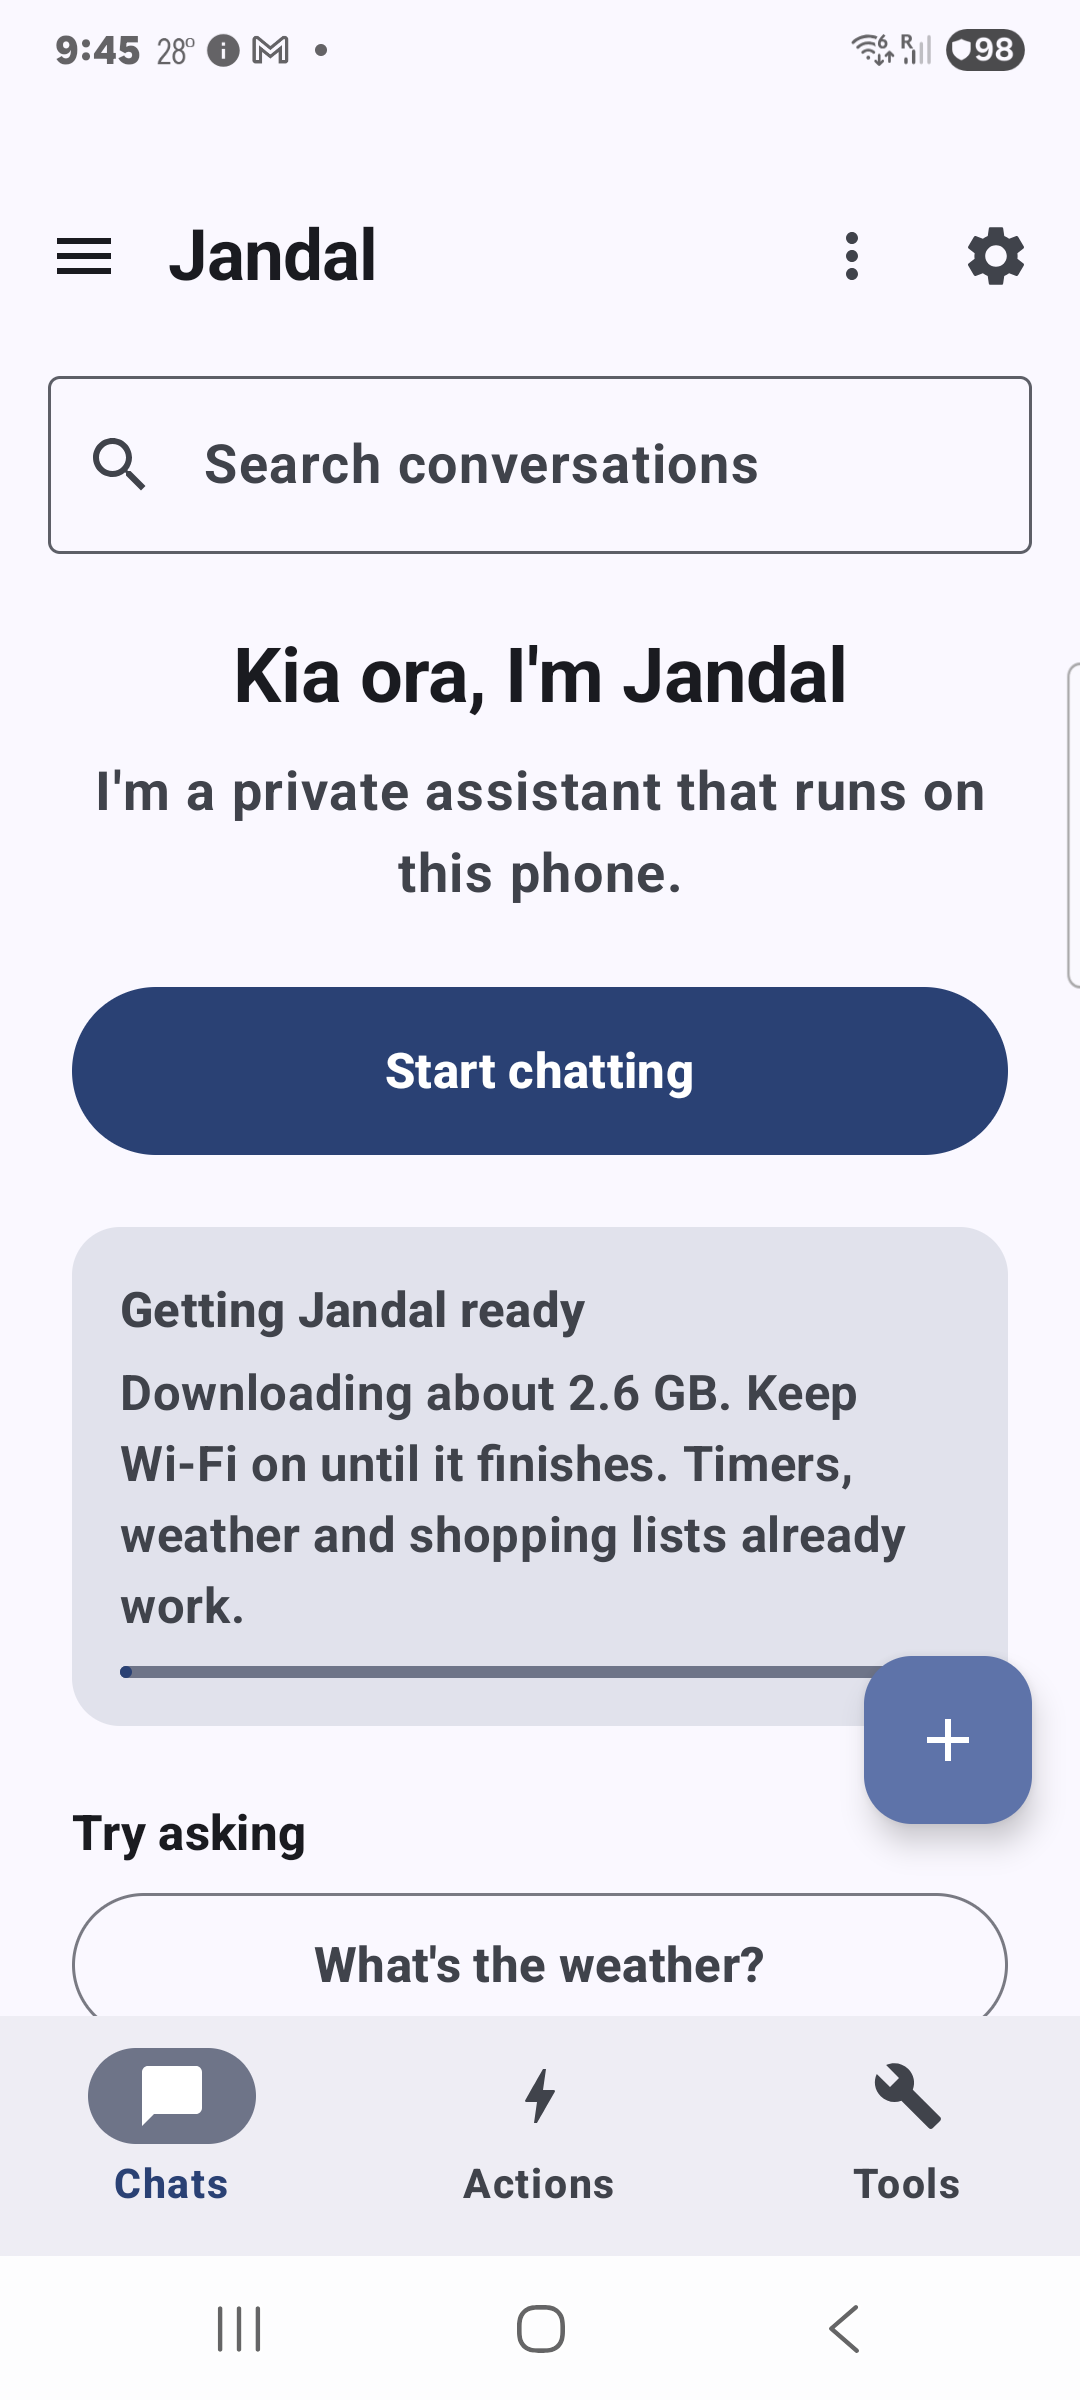 9:45 28° 6 R 98
Jandal
Search conversations
Kia ora, I'm Jandal
I'm a private assistant that runs on
this phone.
Start chatting
Getting Jandal ready
Downloading about 2.6 GB. Keep
Wi-Fi on until it finishes. Timers,
weather and shopping lists already
work.
Try asking
What's the weather?
Chats Actions Tools